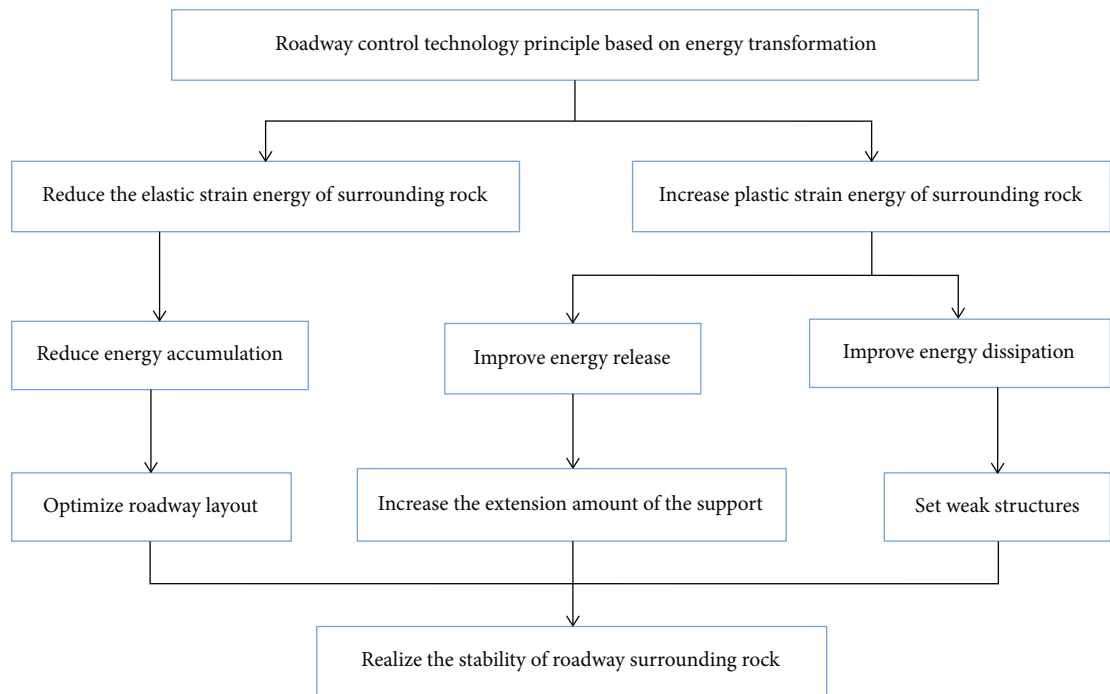 Roadway control technology principle based on energy transformation
Reduce the elastic strain energy of surrounding rock
Increase plastic strain energy of surrounding rock
Reduce energy accumulation
Improve energy release
Improve energy dissipation
Optimize roadway layout
Increase the extension amount of the support
Set weak structures
Realize the stability of roadway surrounding rock